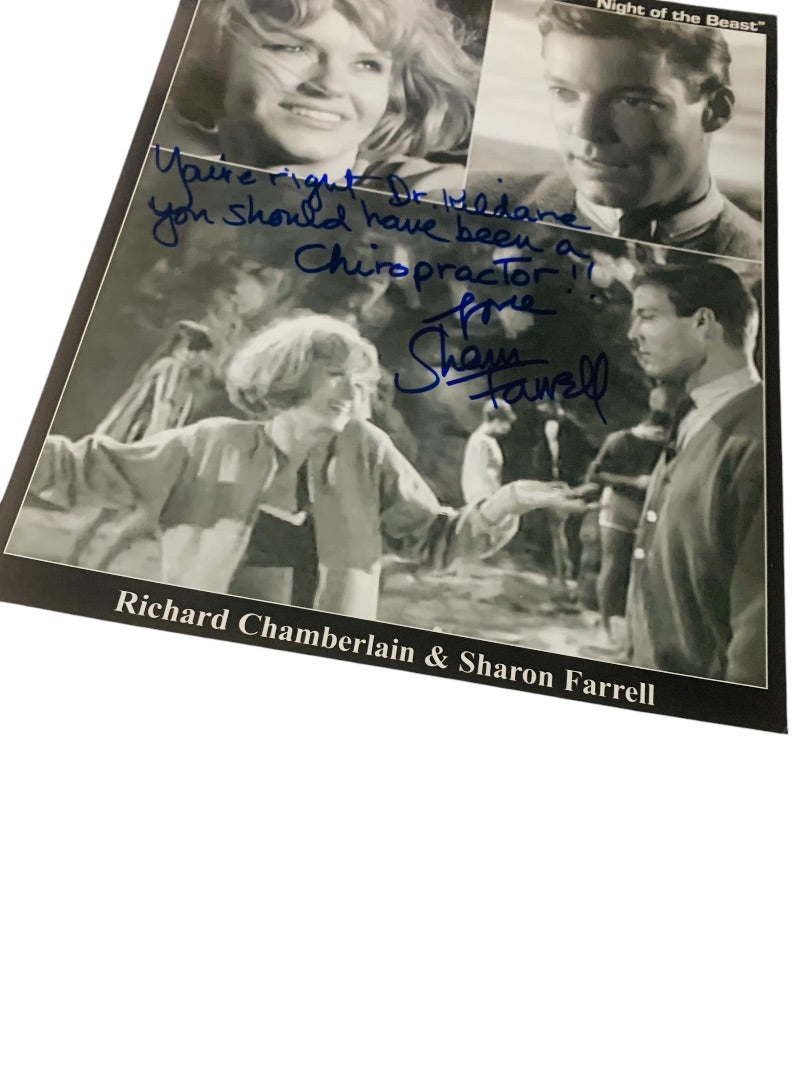 Night of the Beast"
You're right Dr. Kildare
you should have been a
Chiropractor!!
love
Sharon
Farrell
Richard Chamberlain & Sharon Farrell